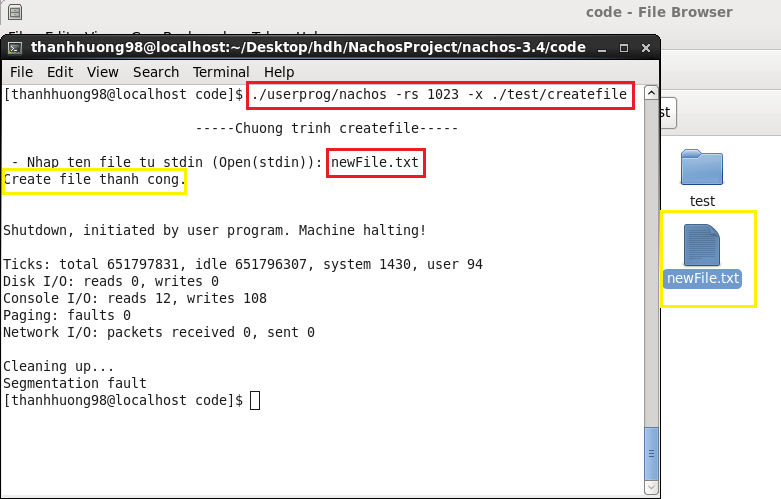 code - File Browser
thanhhuong98@localhost:~/Desktop/hdh/NachosProject/nachos-3.4/code
File Edit View Search Terminal Help
[thanhhuong98@localhost code]$ ./userprog/nachos -rs 1023 -x ./test/createfile
-----Chuong trinh createfile-----
- Nhap ten file tu stdin (Open(stdin)): newFile.txt
Create file thanh cong.
Shutdown, initiated by user program. Machine halting!
Ticks: total 651797831, idle 651796307, system 1430, user 94
Disk I/O: reads 0, writes 0
Console I/O: reads 12, writes 108
Paging: faults 0
Network I/O: packets received 0, sent 0
Cleaning up...
Segmentation fault
[thanhhuong98@localhost code]$
test
newFile.txt